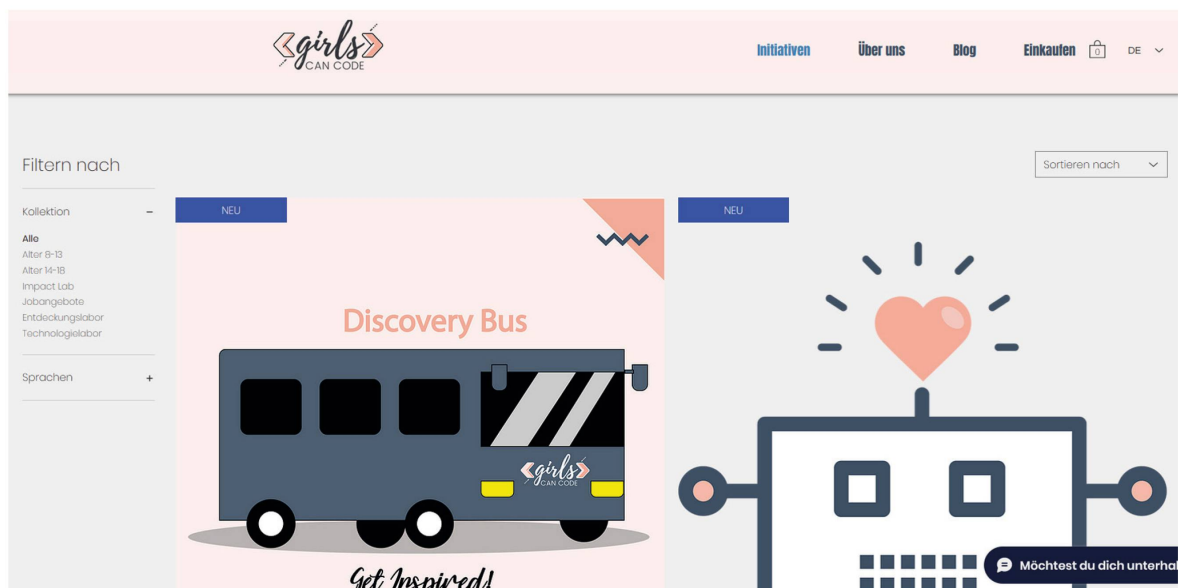 girls
CAN CODE
Initiativen Über uns Blog Einkaufen 0 DE
Filtern nach
Sortieren nach
Kollektion –
Alle
Alter 8-13
Alter 14-18
Impact Lab
Jobangebote
Entdeckungslabor
Technologielabor
Sprachen +
NEU
Discovery Bus
girls
CAN CODE
Get Inspired!
NEU
Möchtest du dich unterhal